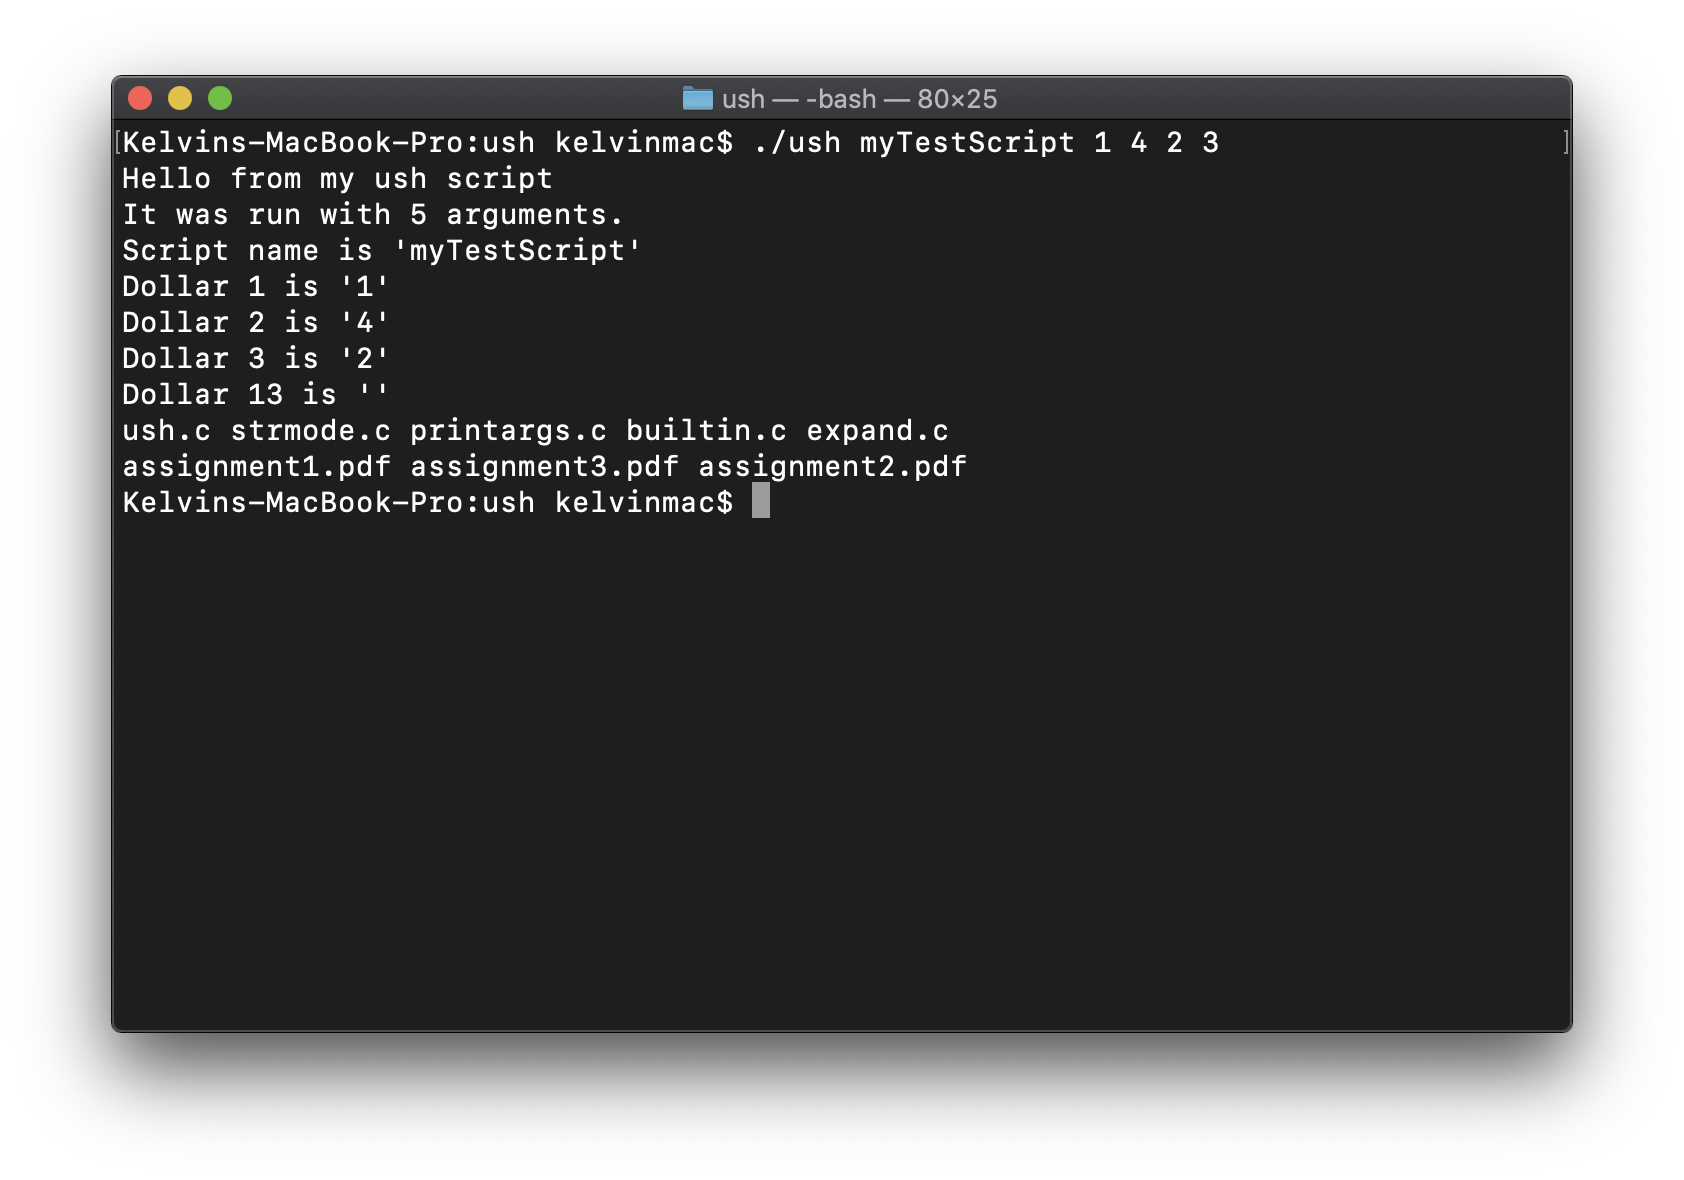 ush — -bash — 80×25
[Kelvins-MacBook-Pro:ush kelvinmac$ ./ush myTestScript 1 4 2 3 ]
Hello from my ush script
It was run with 5 arguments.
Script name is 'myTestScript'
Dollar 1 is '1'
Dollar 2 is '4'
Dollar 3 is '2'
Dollar 13 is ''
ush.c strmode.c printargs.c builtin.c expand.c
assignment1.pdf assignment3.pdf assignment2.pdf
Kelvins-MacBook-Pro:ush kelvinmac$